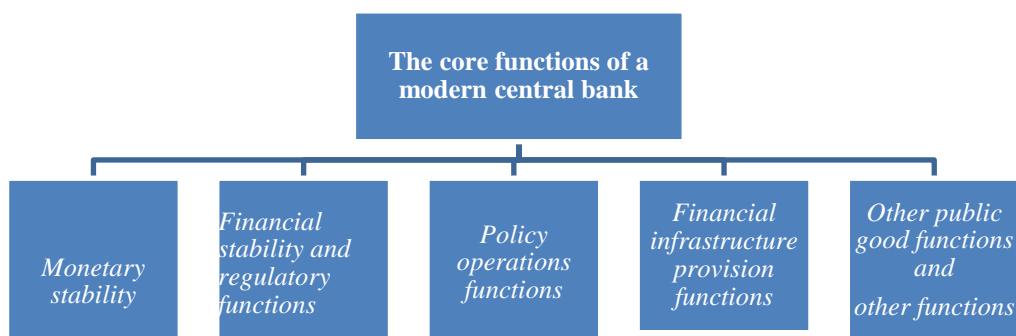 The core functions of a
modern central bank
Monetary
stability
Financial
stability and
regulatory
functions
Policy
operations
functions
Financial
infrastructure
provision
functions
Other public
good functions
and
other functions